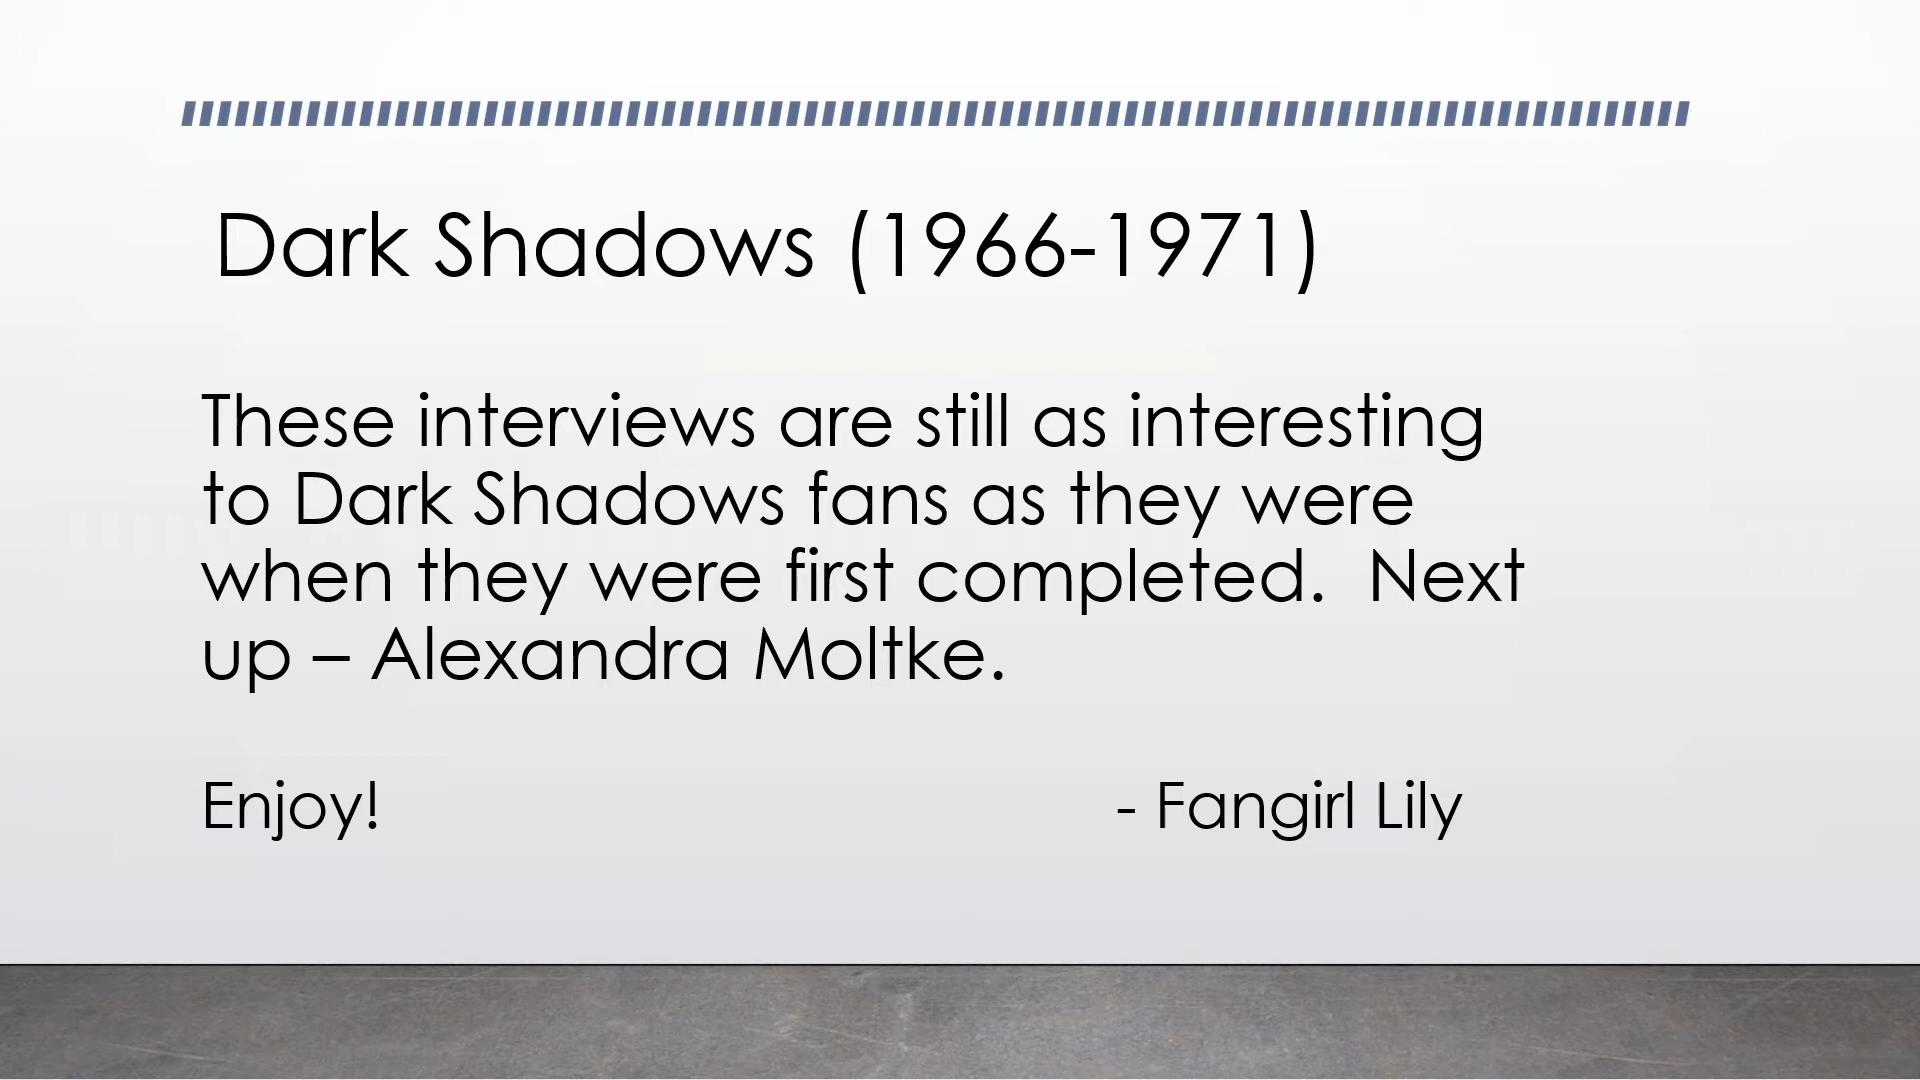 Dark Shadows (1966-1971)
These interviews are still as interesting
to Dark Shadows fans as they were
when they were first completed.  Next
up – Alexandra Moltke.
Enjoy! - Fangirl Lily